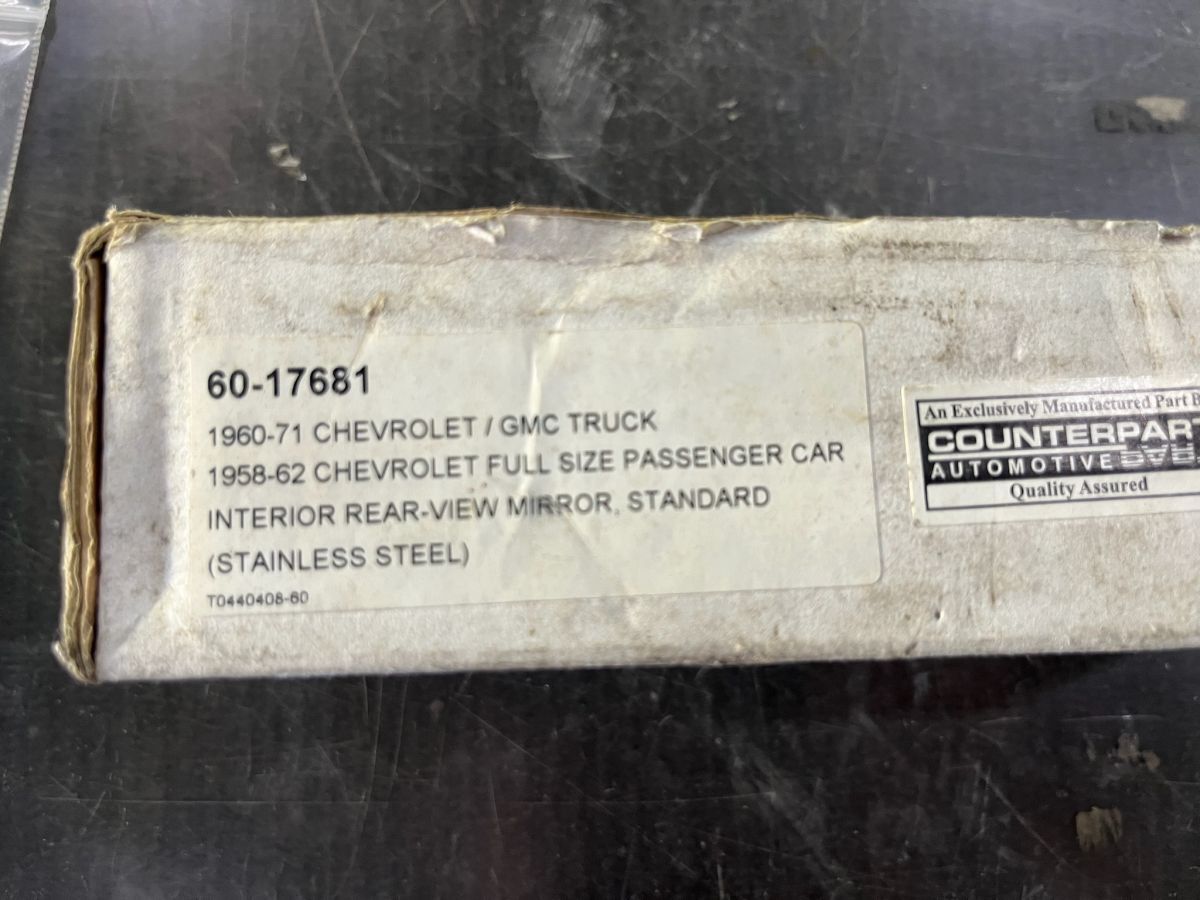 60-17681
1960-71 CHEVROLET / GMC TRUCK
1958-62 CHEVROLET FULL SIZE PASSENGER CAR
INTERIOR REAR-VIEW MIRROR, STANDARD
(STAINLESS STEEL)
T0440408-60
An Exclusively Manufactured Part
COUNTERPART
AUTOMOTIVE
Quality Assured